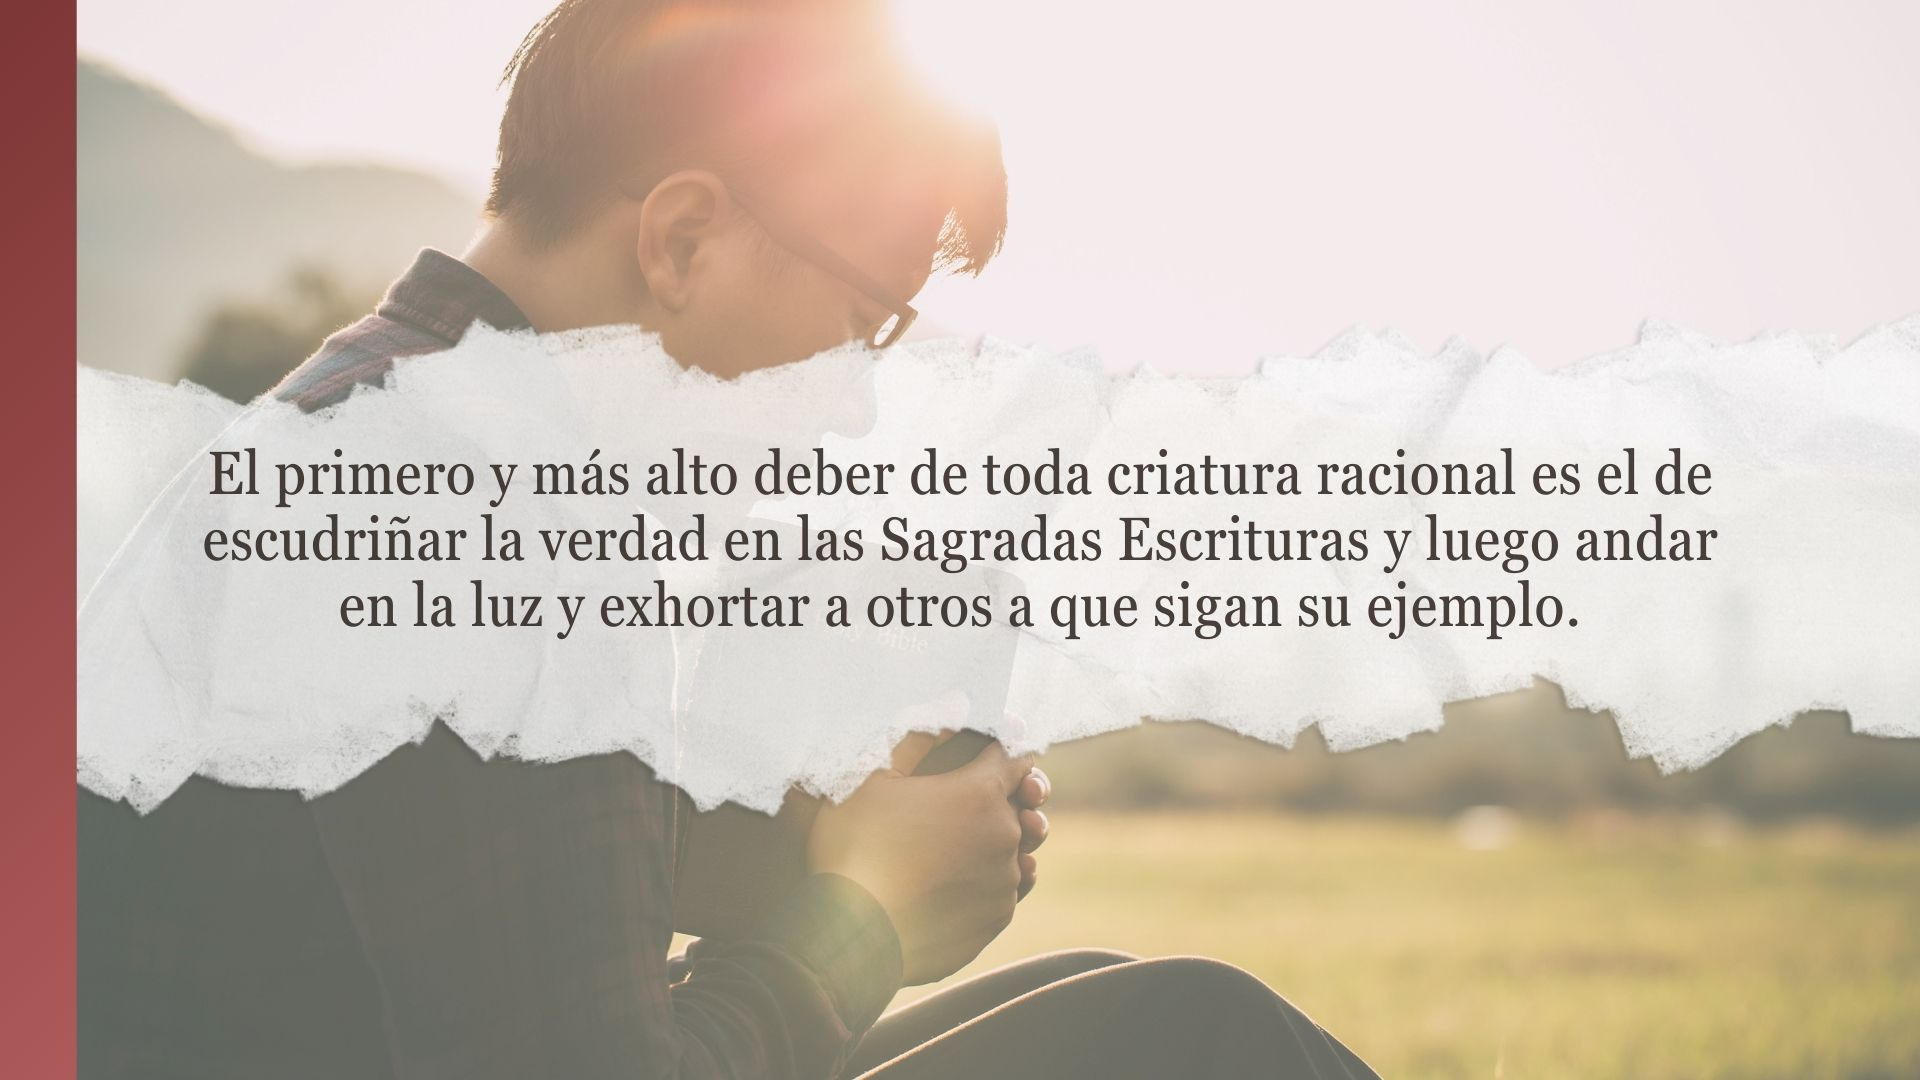 El primero y más alto deber de toda criatura racional es el de
escudriñar la verdad en las Sagradas Escrituras y luego andar
en la luz y exhortar a otros a que sigan su ejemplo.
Bible